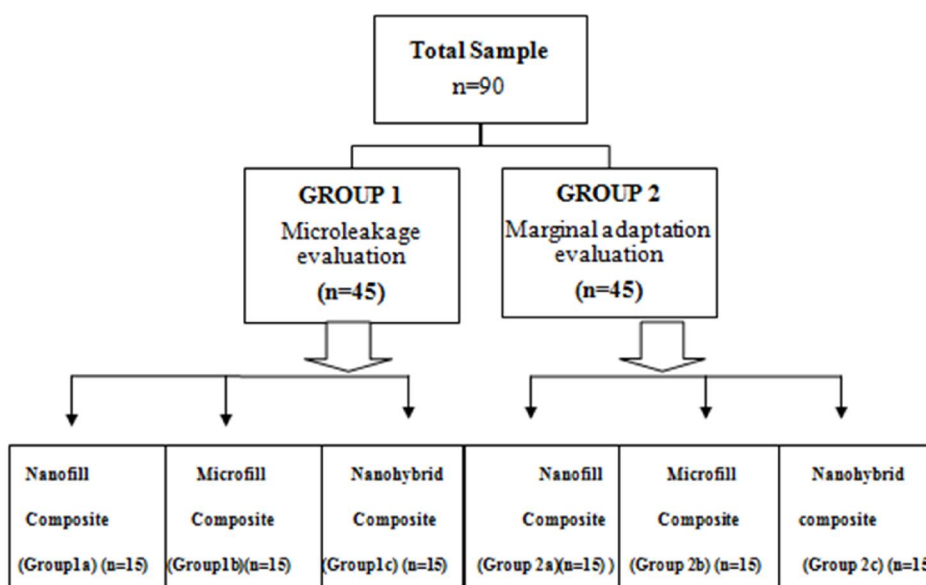 Total Sample
n=90
GROUP 1
Microleakage
evaluation
(n=45)
GROUP 2
Marginal adaptation
evaluation
(n=45)
Nanofill
Composite
(Group1a) (n=15)
Microfill
Composite
(Group1b)(n=15)
Nanohybrid
Composite
(Group1c) (n=15)
Nanofill
Composite
(Group 2a)(n=15) )
Microfill
Composite
(Group 2b) (n=15)
Nanohybrid
composite
(Group 2c) (n=15